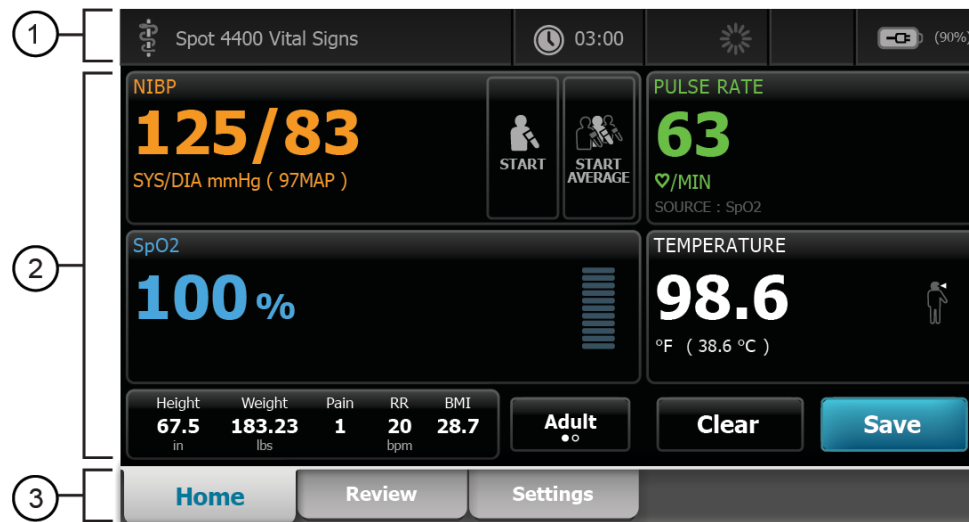 1
Spot 4400 Vital Signs
03:00
(90%)
2
NIBP
125/83
SYS/DIA mmHg ( 97MAP )
START
START
AVERAGE
PULSE RATE
63
/MIN
SOURCE : SpO2
SpO2
100 %
TEMPERATURE
98.6
°F ( 38.6 °C )
Height Weight Pain RR BMI
67.5 183.23 1 20 28.7
in lbs bpm
Adult
Clear
Save
3
Home
Review
Settings